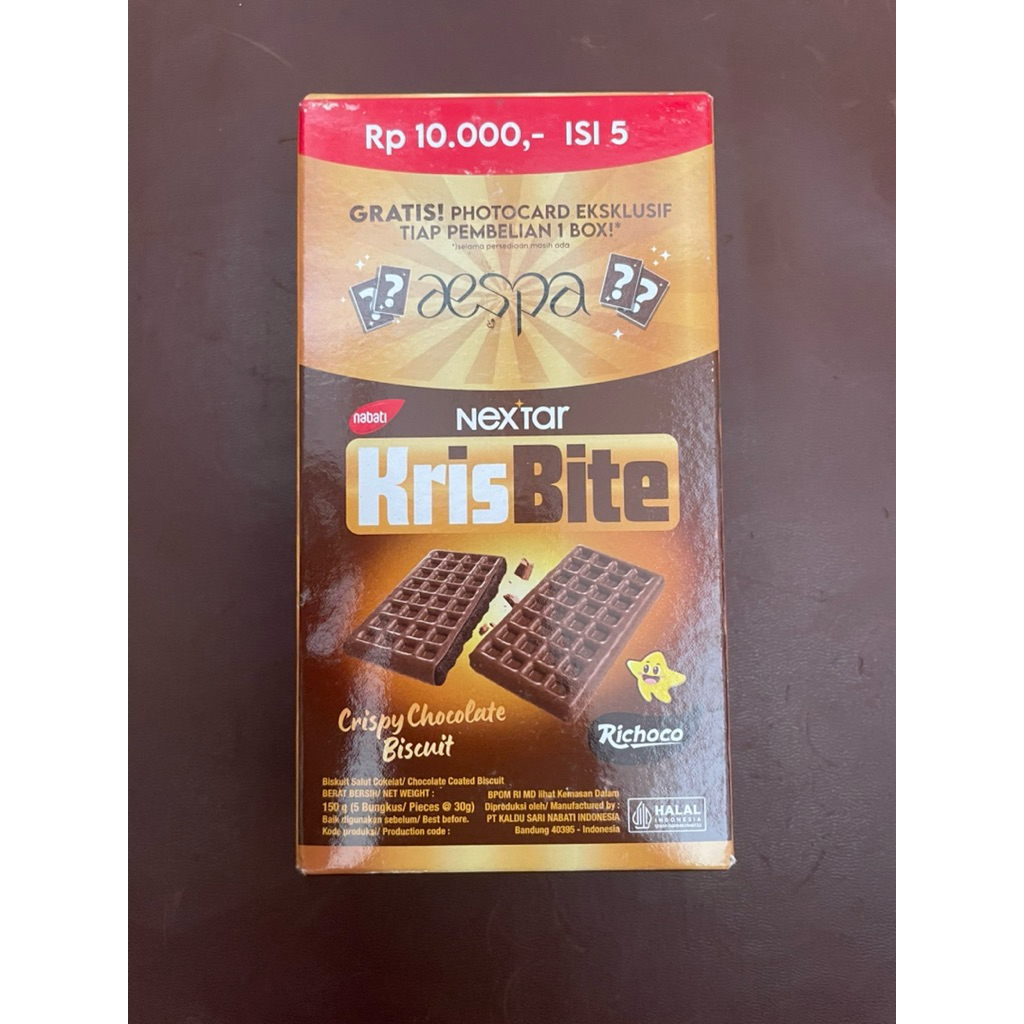 Rp 10.000,- ISI 5
GRATIS! PHOTOCARD EKSKLUSIF
TIAP PEMBELIAN 1 BOX!*
*)selama persediaan masih ada
? ? aespa ? ?
nabati
Nextar
KrisBite
Crispy Chocolate
Biscuit
Richoco
Biskuit Salut Cokelat/ Chocolate Coated Biscuit
BERAT BERSIH/ NET WEIGHT :
150 g (5 Bungkus/ Pieces @ 30g)
Baik digunakan sebelum/ Best before.
Kode produksi/ Production code :
BPOM RI MD lihat Kemasan Dalam
Diproduksi oleh/ Manufactured by :
PT KALDU SARI NABATI INDONESIA
Bandung 40395 - Indonesia
HALAL
INDONESIA